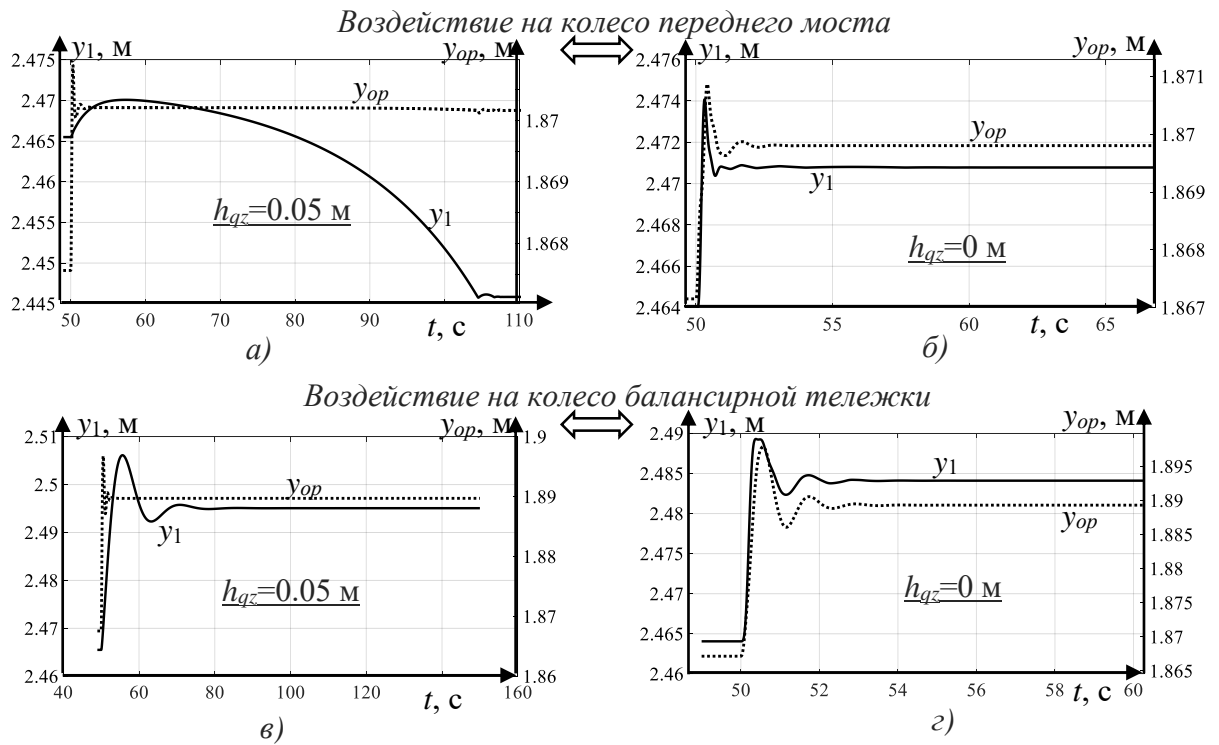 Воздействие на колесо переднего моста
y1, м
yop, м
y1, м
yop, м
2.475
2.47
2.465
2.46
2.455
2.45
2.445
1.87
1.869
1.868
yop
y1
hqz=0.05 м
50
60
70
80
90
100
110
t, с
а)
2.476
2.474
2.472
2.47
2.468
2.466
2.464
1.871
1.87
1.869
1.868
1.867
yop
y1
hqz=0 м
50
55
60
65
t, с
б)
Воздействие на колесо балансирной тележки
y1, м
yop, м
y1, м
yop, м
2.51
2.5
2.49
2.48
2.47
2.46
1.9
1.89
1.88
1.87
1.86
yop
y1
hqz=0.05 м
40
60
80
100
120
140
160
t, с
в)
2.49
2.485
2.48
2.475
2.47
2.465
2.46
1.895
1.89
1.885
1.88
1.875
1.87
1.865
y1
yop
hqz=0 м
50
52
54
56
58
60
t, с
г)